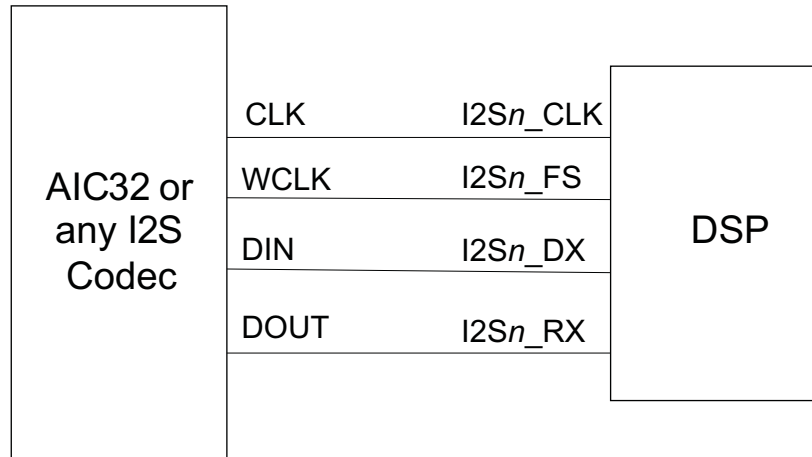 AIC32 or
any I2S
Codec
CLK
I2Sn_CLK
WCLK
I2Sn_FS
DIN
I2Sn_DX
DOUT
I2Sn_RX
DSP